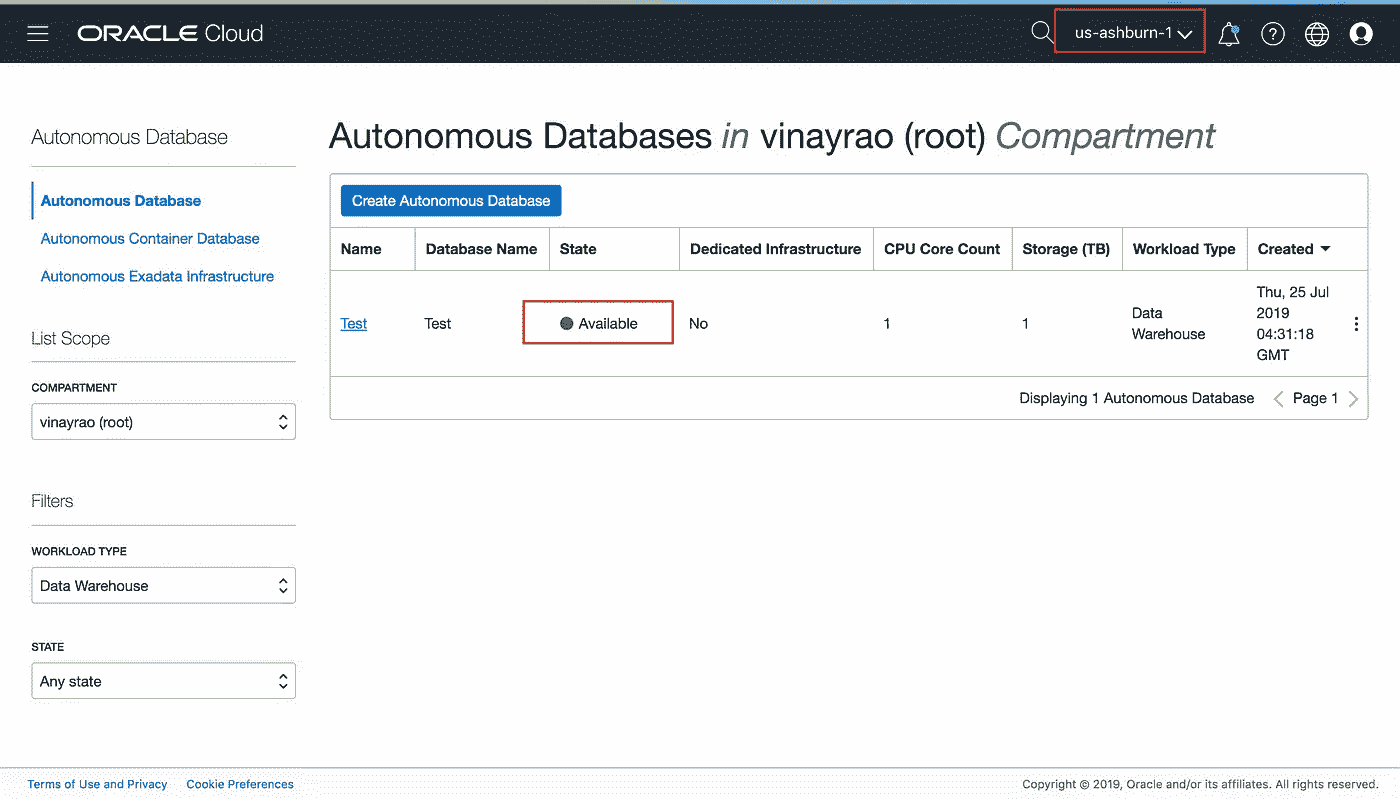 ORACLE Cloud
us-ashburn-1
Autonomous Database
Autonomous Database
Autonomous Container Database
Autonomous Exadata Infrastructure
List Scope
COMPARTMENT
vinayrao (root)
Filters
WORKLOAD TYPE
Data Warehouse
STATE
Any state
Autonomous Databases in vinayrao (root) Compartment
Create Autonomous Database
Name Database Name State Dedicated Infrastructure CPU Core Count Storage (TB) Workload Type Created
Test Test Available No 1 1 Data Warehouse Thu, 25 Jul 2019 04:31:18 GMT
Displaying 1 Autonomous Database Page 1
Terms of Use and Privacy Cookie Preferences
Copyright © 2019, Oracle and/or its affiliates. All rights reserved.